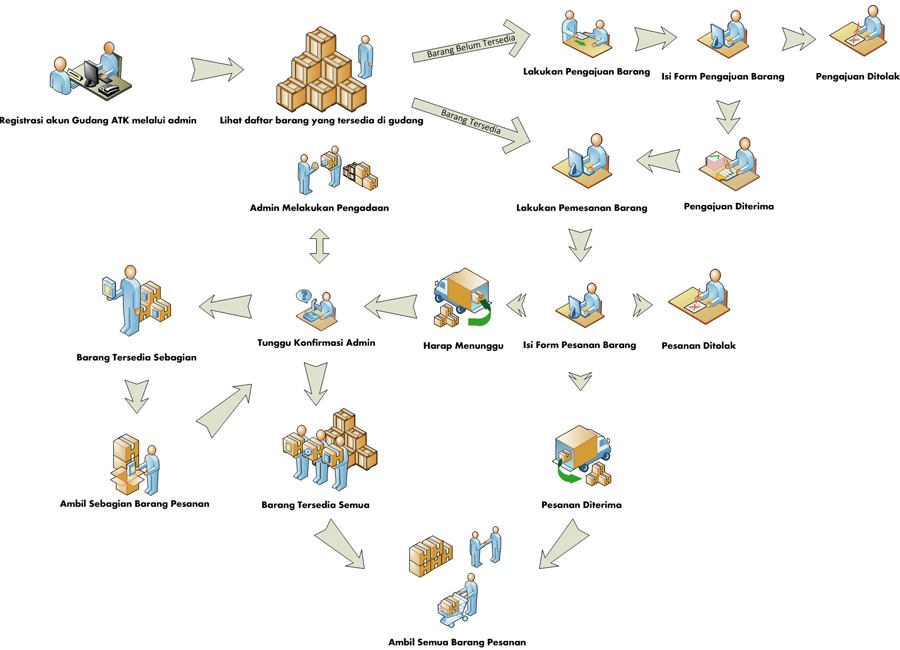 Barang Belum Tersedia
Lakukan Pengajuan Barang
Isi Form Pengajuan Barang
Pengajuan Ditolak
Registrasi akun Gudang ATK melalui admin
Lihat daftar barang yang tersedia di gudang
Barang Tersedia
Admin Melakukan Pengadaan
Lakukan Pemesanan Barang
Pengajuan Diterima
Barang Tersedia Sebagian
Tunggu Konfirmasi Admin
Harap Menunggu
Isi Form Pesanan Barang
Pesanan Ditolak
Ambil Sebagian Barang Pesanan
Barang Tersedia Semua
Pesanan Diterima
Ambil Semua Barang Pesanan